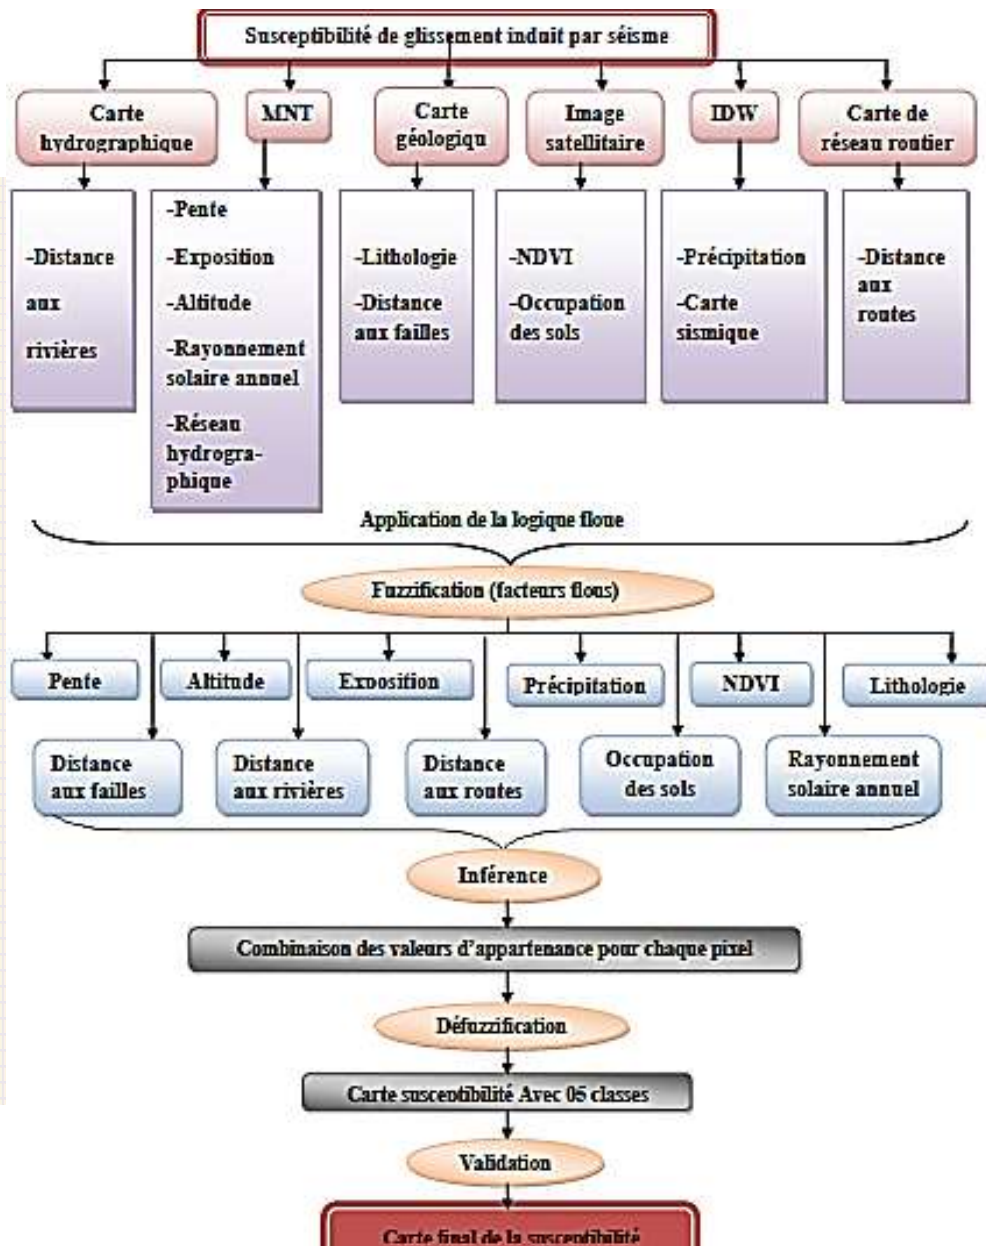 Susceptibilité de glissement induit par séisme
Carte
hydrographique
MNT
Carte
géologiqu
Image
satellitaire
IDW
Carte de
réseau routier
-Distance
aux
rivières
-Pente
-Exposition
-Altitude
-Rayonnement
solaire annuel
-Réseau
hydrogra-
phique
-Lithologie
-Distance
aux failles
-NDVI
-Occupation
des sols
-Précipitation
-Carte
sismique
-Distance
aux
routes
Application de la logique floue
Fuzzification (facteurs flous)
Pente
Altitude
Exposition
Précipitation
NDVI
Lithologie
Distance
aux failles
Distance
aux rivières
Distance
aux routes
Occupation
des sols
Rayonnement
solaire annuel
Inférence
Combinaison des valeurs d'appartenance pour chaque pixel
Défuzzification
Carte susceptibilité Avec 05 classes
Validation
Carte final de la susceptibilité